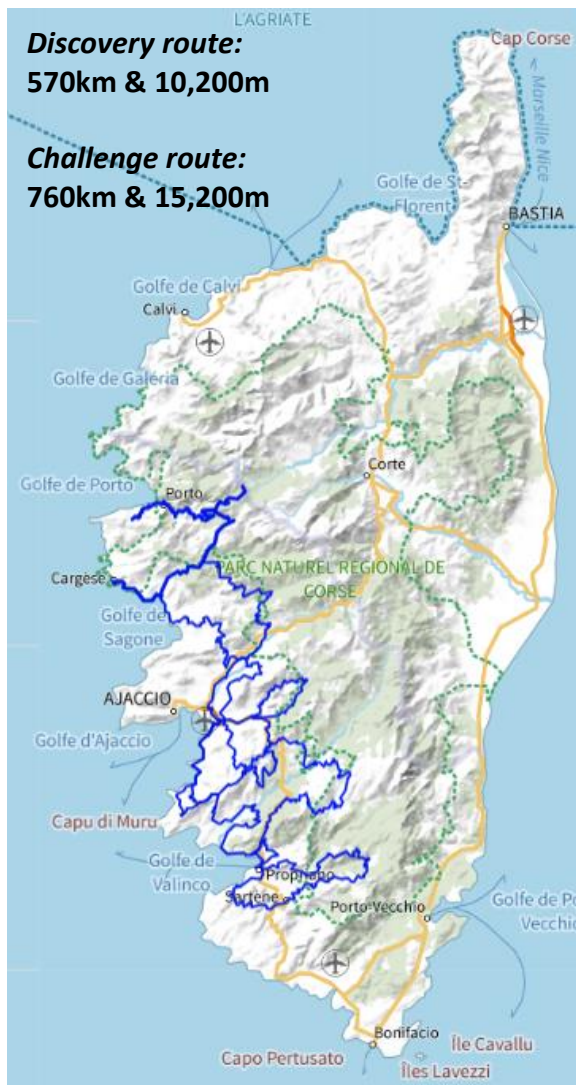 L'AGRIATE
Discovery route:
570km & 10,200m
Challenge route:
760km & 15,200m
Cap Corse
Marseille Nice
Golfe de St-
Florent
BASTIA
Golfe de Calvi
Calvi
Golfe de Galéria
Corte
Golfe de Porto
Porto
PARC NATUREL REGIONAL DE
CORSE
Cargèse
Golfe de
Sagone
AJACCIO
Golfe d'Ajaccio
Capu di Muru
Golfe de
Valinco
Propriano
Sartène
Porto-Vecchio
Golfe de Po
Vecchio
Bonifacio
Île Cavallu
Capo Pertusato
Îles Lavezzi